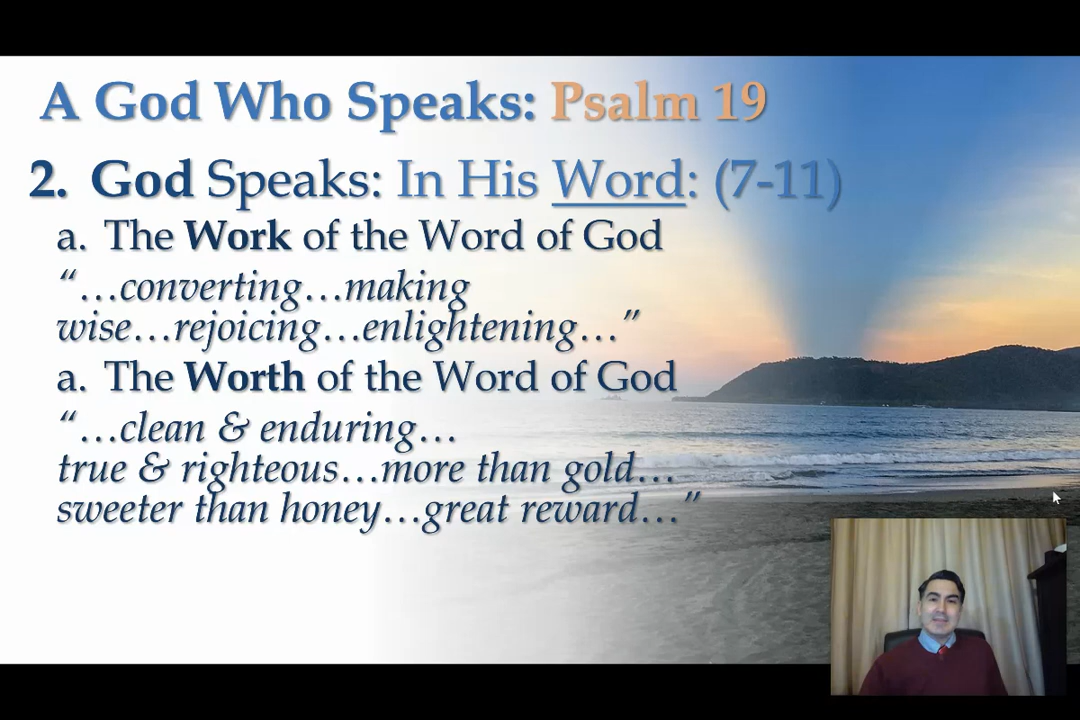 A God Who Speaks: Psalm 19
2. God Speaks: In His Word: (7-11)
a. The Work of the Word of God
“…converting…making
wise…rejoicing…enlightening…”
a. The Worth of the Word of God
“…clean & enduring…
true & righteous…more than gold…
sweeter than honey…great reward…”